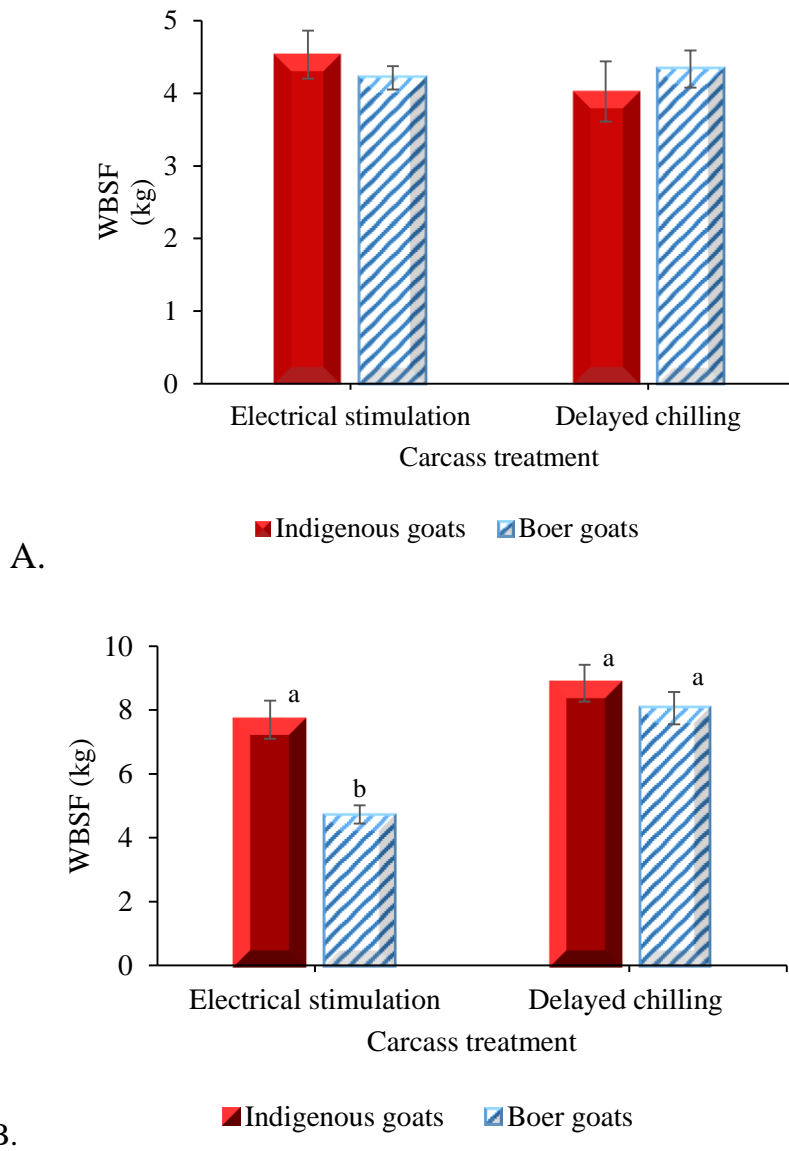 5
4
3
2
1
0
WBSF
(kg)
Electrical stimulation Delayed chilling
Carcass treatment
Indigenous goats Boer goats
A.
10
8
6
4
2
0
WBSF (kg)
a
b
a
a
Electrical stimulation Delayed chilling
Carcass treatment
Indigenous goats Boer goats